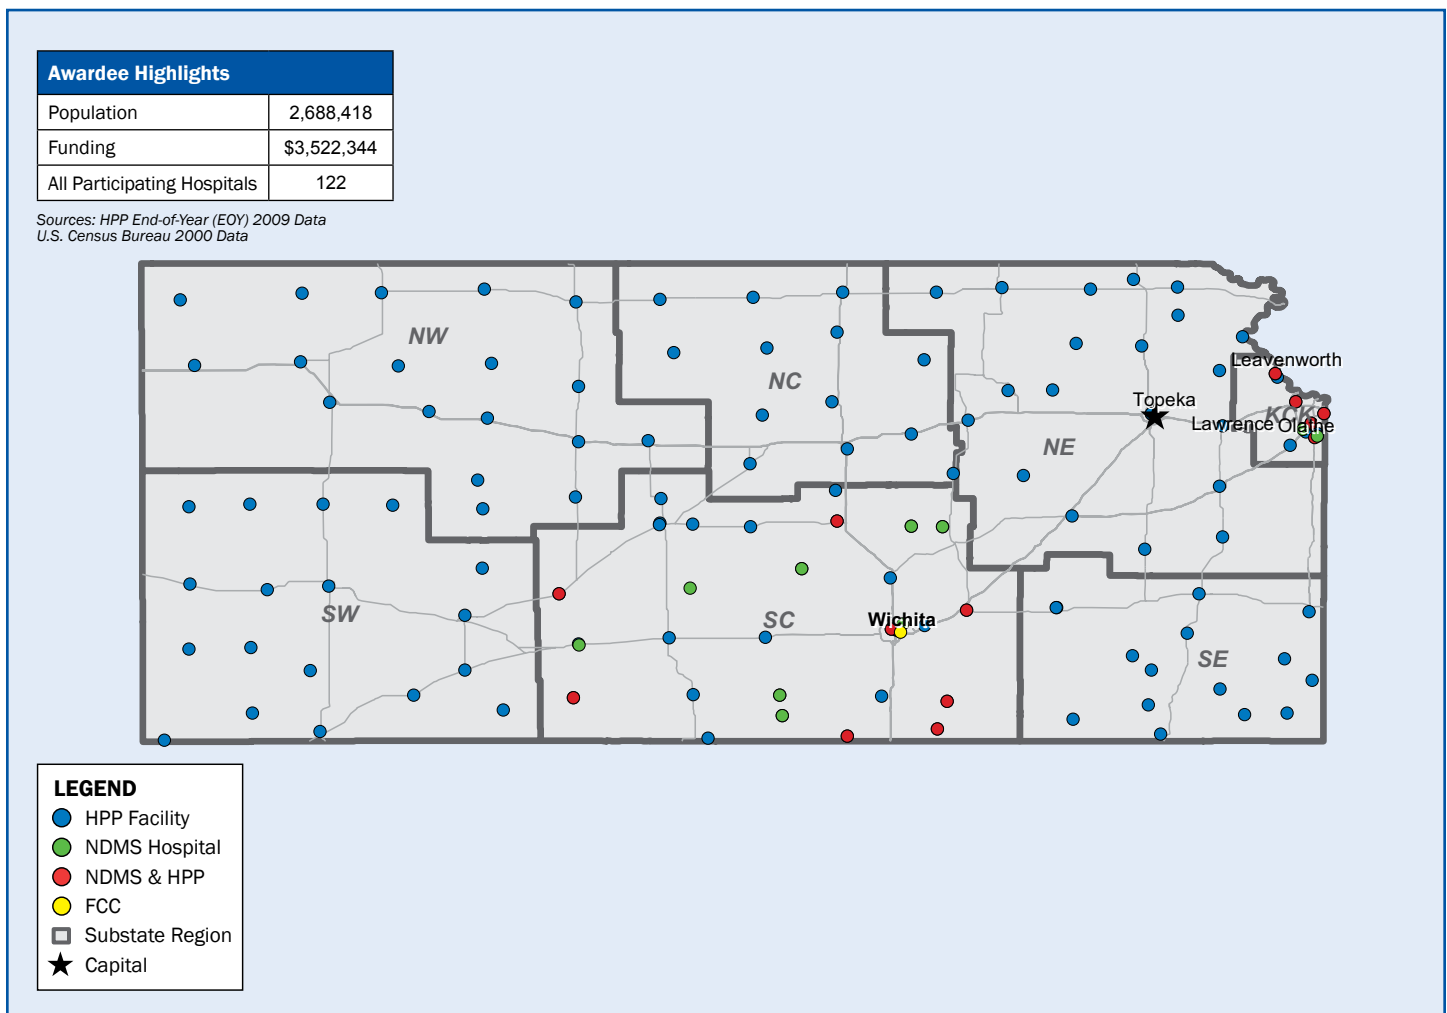 Awardee Highlights
Population 2,688,418
Funding $3,522,344
All Participating Hospitals 122
Sources: HPP End-of-Year (EOY) 2009 Data
U.S. Census Bureau 2000 Data
NW
NC
Leavenworth
Topeka
KCK
Lawrence Olathe
NE
SW
SC
Wichita
SE
LEGEND
HPP Facility
NDMS Hospital
NDMS & HPP
FCC
Substate Region
Capital